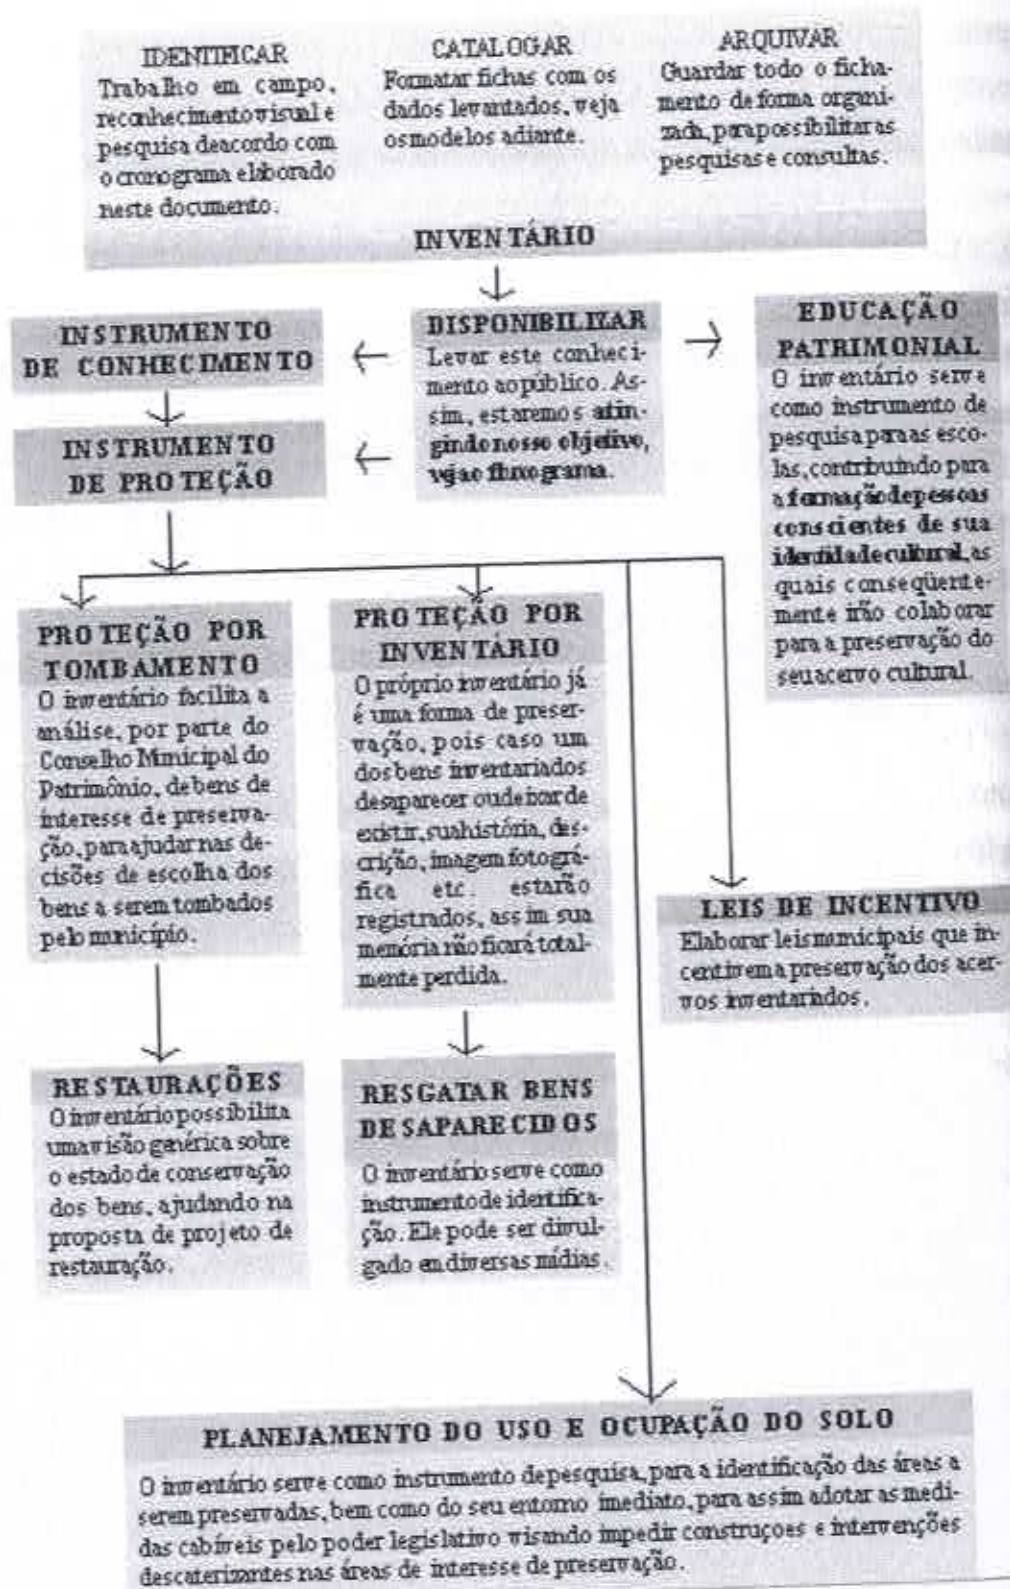 IDENTIFICAR
Trabalho em campo,
reconhecimento visual e
pesquisa de acordo com
o cronograma elaborado
neste documento.
CATALOGAR
Formatar fichas com os
dados levantados, veja
os modelos adiante.
ARQUIVAR
Guardar todo o ficha-
mento de forma organi-
zada, para possibilitar as
pesquisas e consultas.
INVENTÁRIO
INSTRUMENTO
DE CONHECIMENTO
INSTRUMENTO
DE PROTEÇÃO
DISPONIBILIZAR
Levar este conheci-
mento ao público. As-
sim, estaremos atin-
gindo nosso objetivo,
veja o fluxograma.
EDUCAÇÃO
PATRIMONIAL
O inventário serve
como instrumento de
pesquisa para as esco-
las, contribuindo para
a formação de pessoas
conscientes de sua
identidade cultural, as
quais conseqüente-
mente irão colaborar
para a preservação do
seu acervo cultural.
PROTEÇÃO POR
TOMBAMENTO
O inventário facilita a
análise, por parte do
Conselho Municipal do
Patrimônio, de bens de
interesse de preserva-
ção, para ajudar nas de-
cisões de escolha dos
bens a serem tombados
pelo município.
PROTEÇÃO POR
INVENTÁRIO
O próprio inventário já
é uma forma de preser-
vação, pois caso um
dos bens inventariados
desaparecer ou deixar de
existir, sua história, des-
crição, imagem fotográ-
fica etc. estarão
registrados, assim sua
memória não ficará total-
mente perdida.
LEIS DE INCENTIVO
Elaborar leis municipais que in-
centivem a preservação dos acer-
vos inventariados.
RESTAURAÇÕES
O inventário possibilita
uma visão genérica sobre
o estado de conservação
dos bens, ajudando na
proposta de projeto de
restauração.
RESGATAR BENS
DESAPARECIDOS
O inventário serve como
instrumento de identifica-
ção. Ele pode ser divul-
gado em diversas mídias.
PLANEJAMENTO DO USO E OCUPAÇÃO DO SOLO
O inventário serve como instrumento de pesquisa, para a identificação das áreas a
serem preservadas, bem como do seu entorno imediato, para assim adotar as medi-
das cabíveis pelo poder legislativo visando impedir construçoes e intervenções
descaterizantes nas áreas de interesse de preservação.